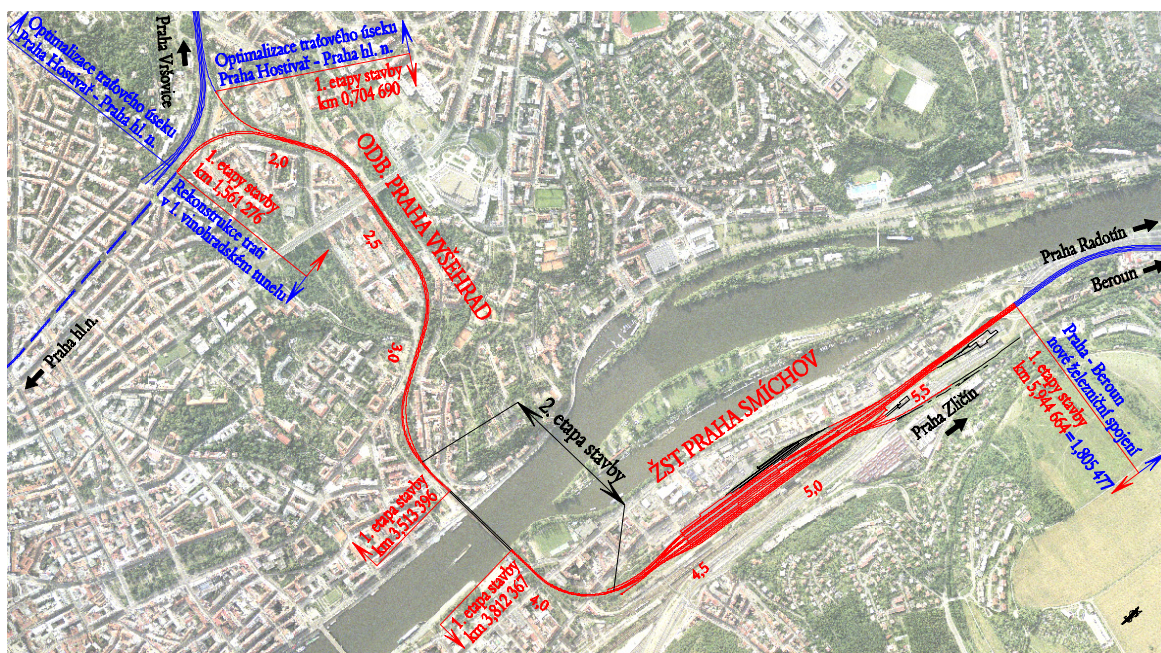 Optimalizace traťového úseku
Praha Hostivař - Praha hl. n.
Praha Vršovice
Optimalizace traťového úseku
Praha Hostivař - Praha hl. n.
1. etapy stavby
km 0,704 690
2,0
ODB. PRAHA VYŠEHRAD
1. etapy stavby
km 1,561 276
Rekonstrukce trati
v 1. vinohradském tunelu
2,5
Praha hl.n.
3,0
Praha Radotín
Beroun
2. etapa stavby
ŽST PRAHA SMÍCHOV
5,5
Praha Zličín
Praha - Beroun
nové železniční spojení
1. etapy stavby
km 5,944 664=1,805 477
5,0
1. etapy stavby
km 3,513 396
4,5
1. etapy stavby
km 3,812 367
4,0